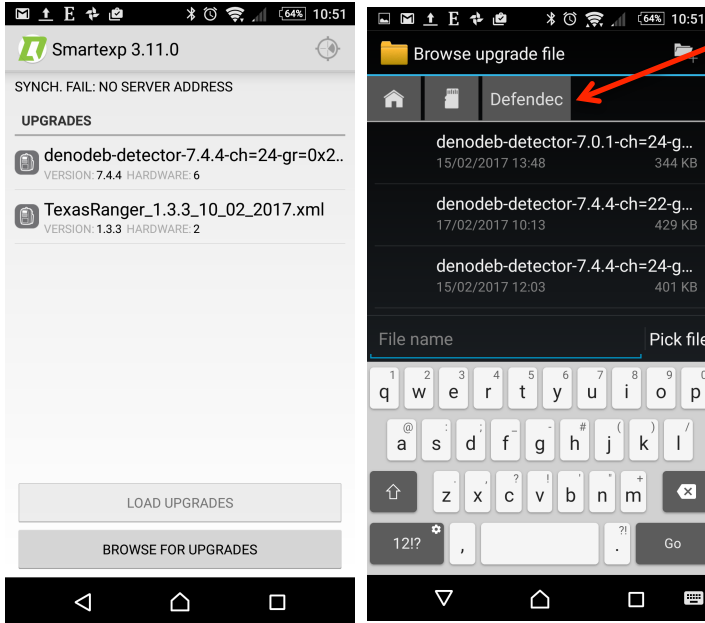 64% 10:51
Smartexp 3.11.0
SYNCH. FAIL: NO SERVER ADDRESS
UPGRADES
denodeb-detector-7.4.4-ch=24-gr=0x2..
VERSION: 7.4.4 HARDWARE: 6
TexasRanger_1.3.3_10_02_2017.xml
VERSION: 1.3.3 HARDWARE: 2
LOAD UPGRADES
BROWSE FOR UPGRADES
64% 10:51
Browse upgrade file
Defendec
denodeb-detector-7.0.1-ch=24-g...
15/02/2017 13:48 344 KB
denodeb-detector-7.4.4-ch=22-g...
17/02/2017 10:13 429 KB
denodeb-detector-7.4.4-ch=24-g...
15/02/2017 12:03 401 KB
File name Pick file
1 2 3 4 5 6 7 8 9 0
q w e r t y u i o p
@ : ; _ - # ( ) /
a s d f g h j k l
. , ? ! ' " +
z x c v b n m
12!? , . ?! Go